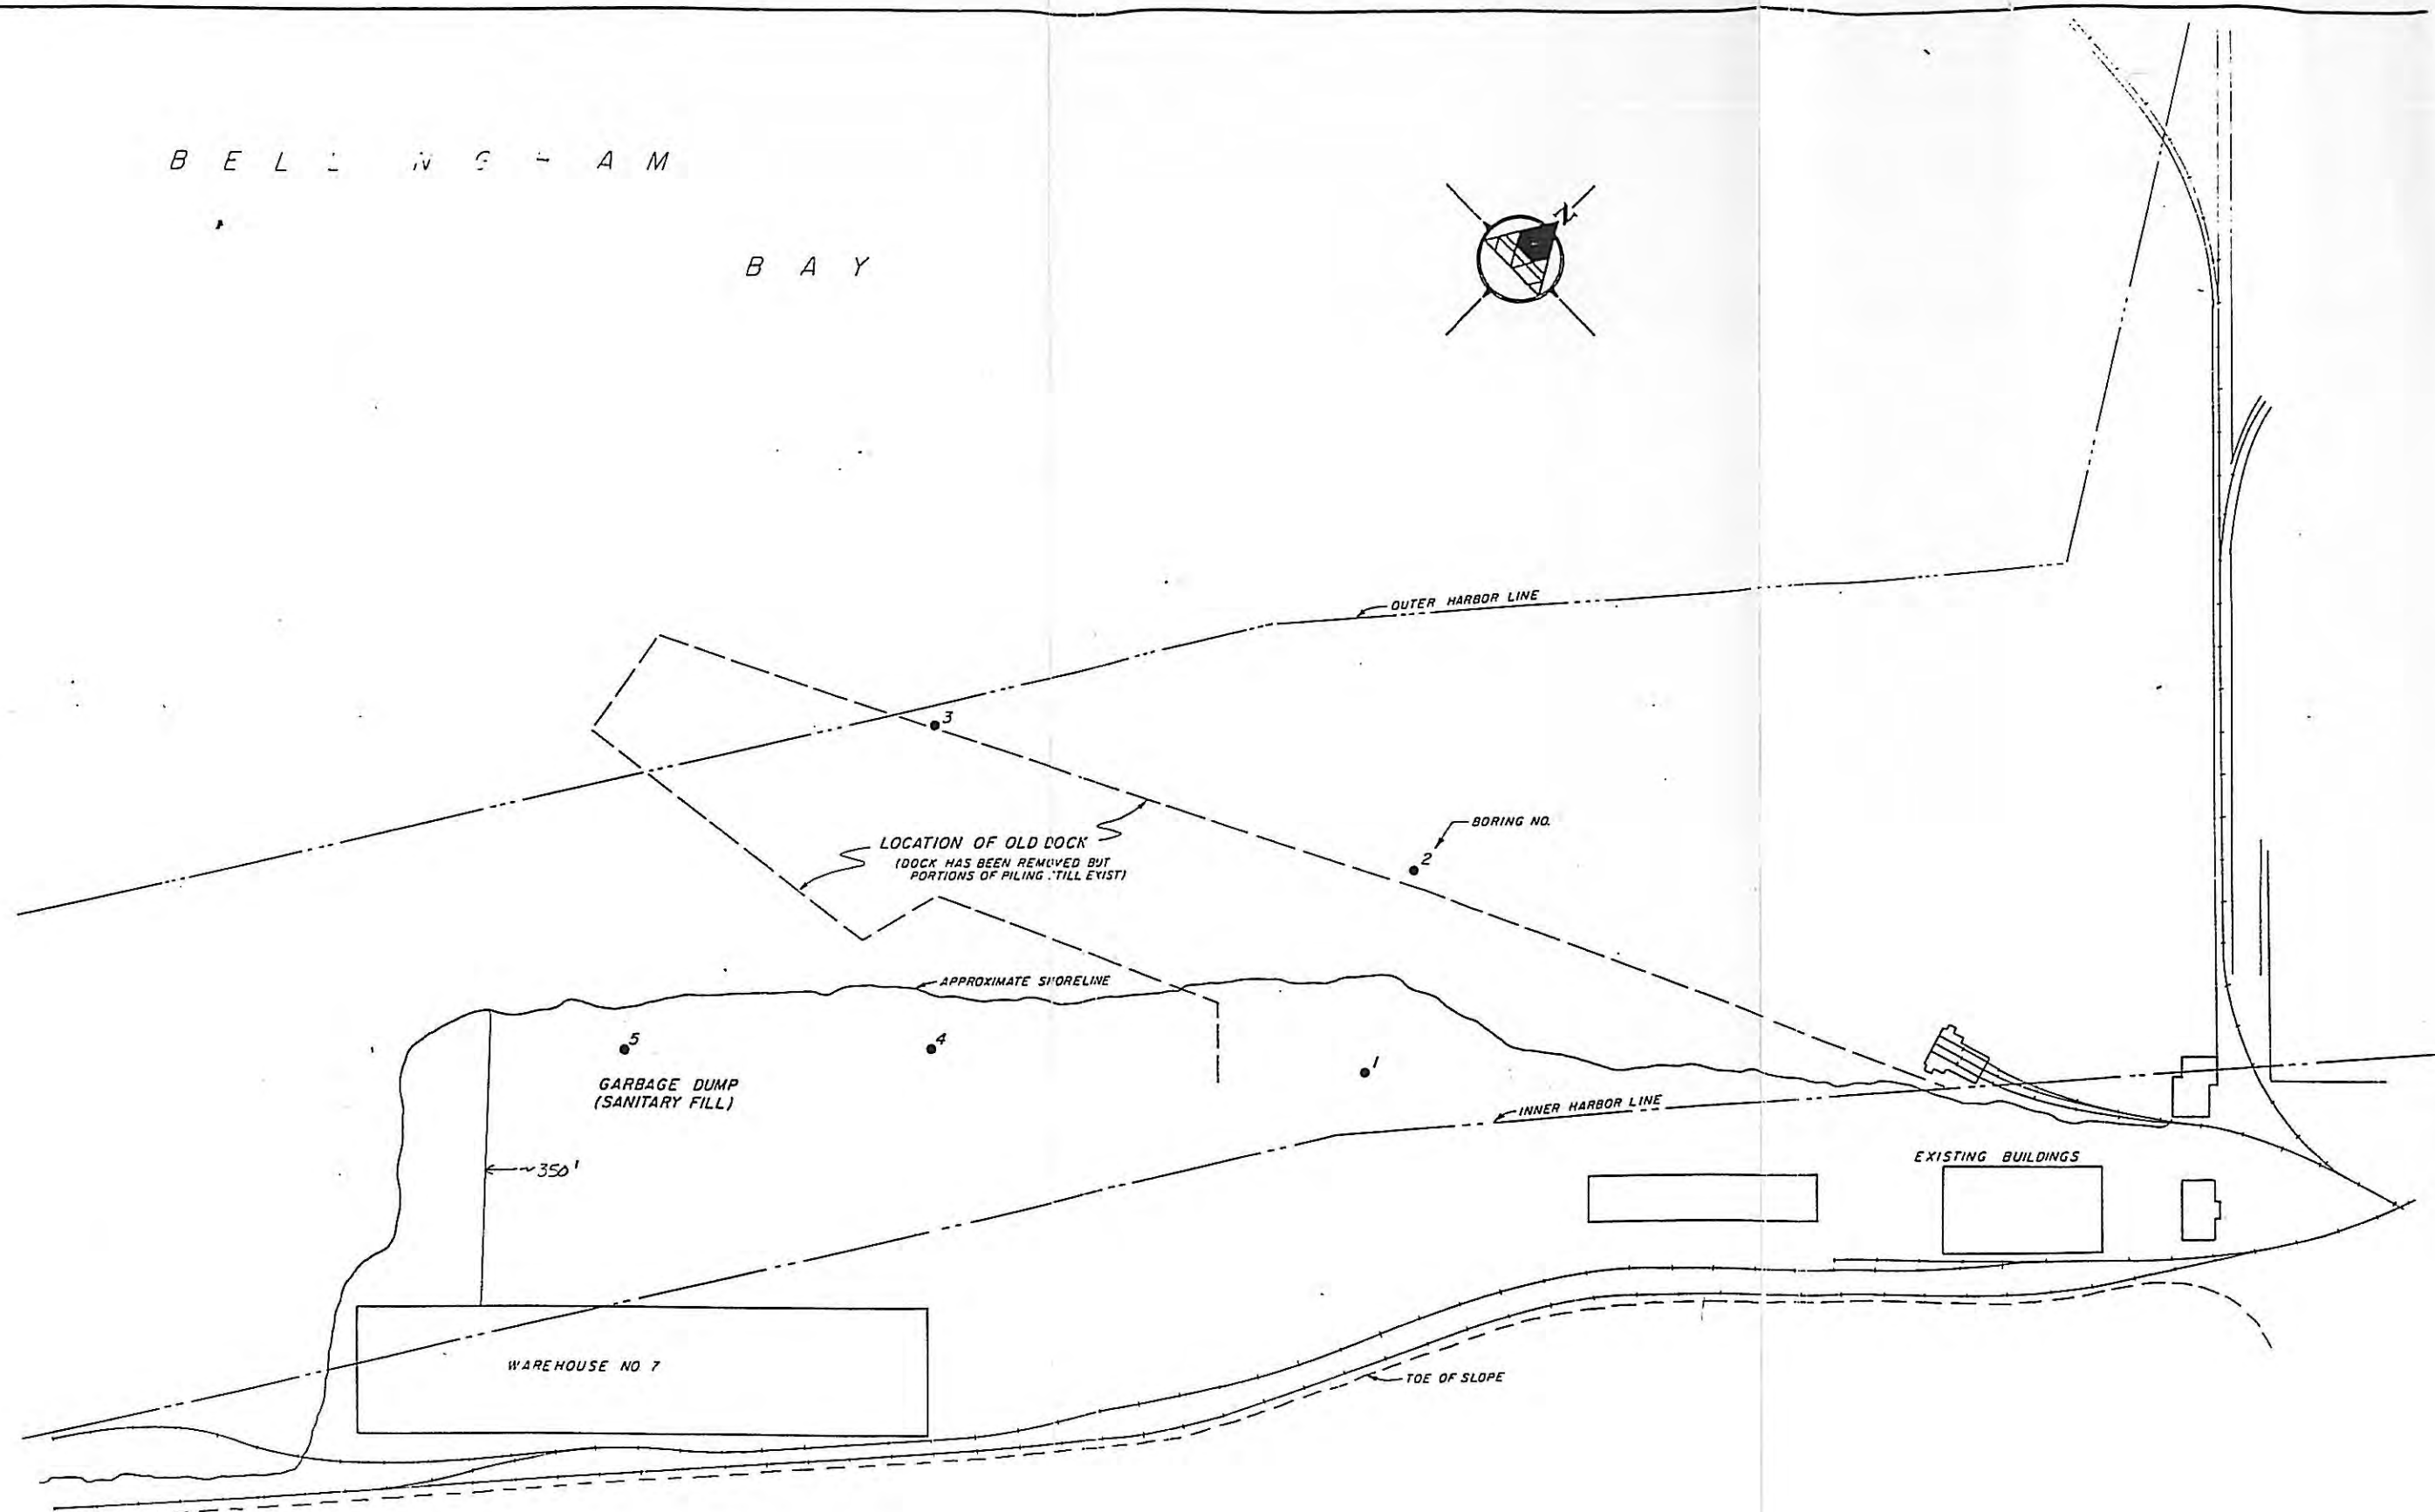 B A Y
N
OUTER HARBOR LINE
3
BORING NO.
2
LOCATION OF OLD DOCK
(DOCK HAS BEEN REMOVED BUT
PORTIONS OF PILING STILL EXIST)
APPROXIMATE SHORELINE
5
4
1
GARBAGE DUMP
(SANITARY FILL)
INNER HARBOR LINE
~350'
EXISTING BUILDINGS
WAREHOUSE NO 7
TOE OF SLOPE